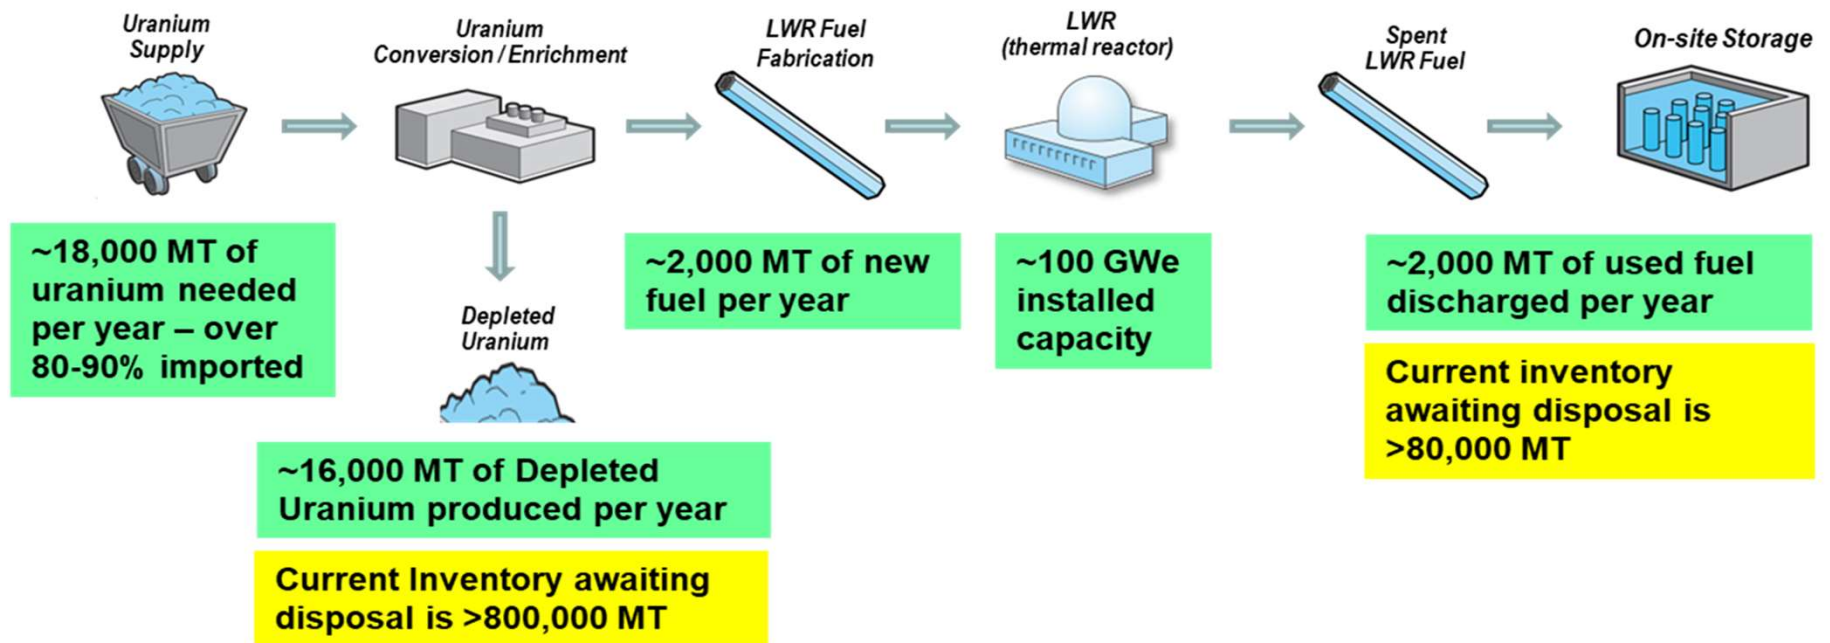 Uranium
Supply
Uranium
Conversion / Enrichment
LWR Fuel
Fabrication
LWR
(thermal reactor)
Spent
LWR Fuel
On-site Storage
~18,000 MT of
uranium needed
per year – over
80-90% imported
Depleted
Uranium
~16,000 MT of Depleted
Uranium produced per year
Current Inventory awaiting
disposal is >800,000 MT
~2,000 MT of new
fuel per year
~100 GWe
installed
capacity
~2,000 MT of used fuel
discharged per year
Current inventory
awaiting disposal is
>80,000 MT